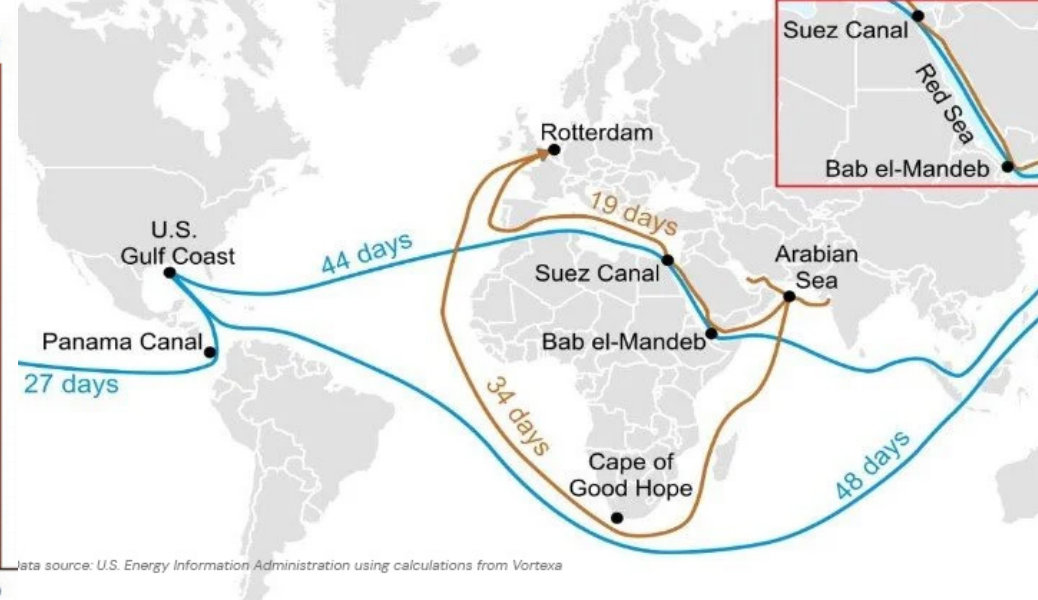 Suez Canal
Red Sea
Bab el-Mandeb
Rotterdam
19 days
U.S.
Gulf Coast
44 days
Arabian
Sea
Suez Canal
Panama Canal
Bab el-Mandeb
27 days
34 days
48 days
Cape of
Good Hope
ata source: U.S. Energy Information Administration using calculations from Vortexa